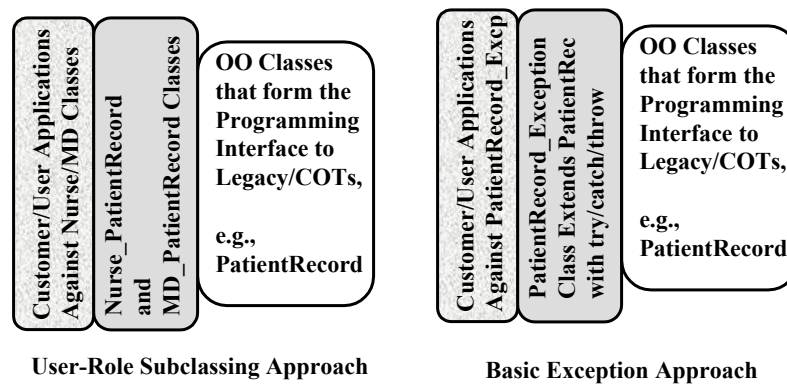 Customer/User Applications
Against Nurse/MD Classes
Nurse_PatientRecord
and
MD_PatientRecord Classes
OO Classes
that form the
Programming
Interface to
Legacy/COTs,
e.g.,
PatientRecord
User-Role Subclassing Approach
Customer/User Applications
Against PatientRecord_Excp
PatientRecord_Exception
Class Extends PatientRec
with try/catch/throw
OO Classes
that form the
Programming
Interface to
Legacy/COTs,
e.g.,
PatientRecord
Basic Exception Approach